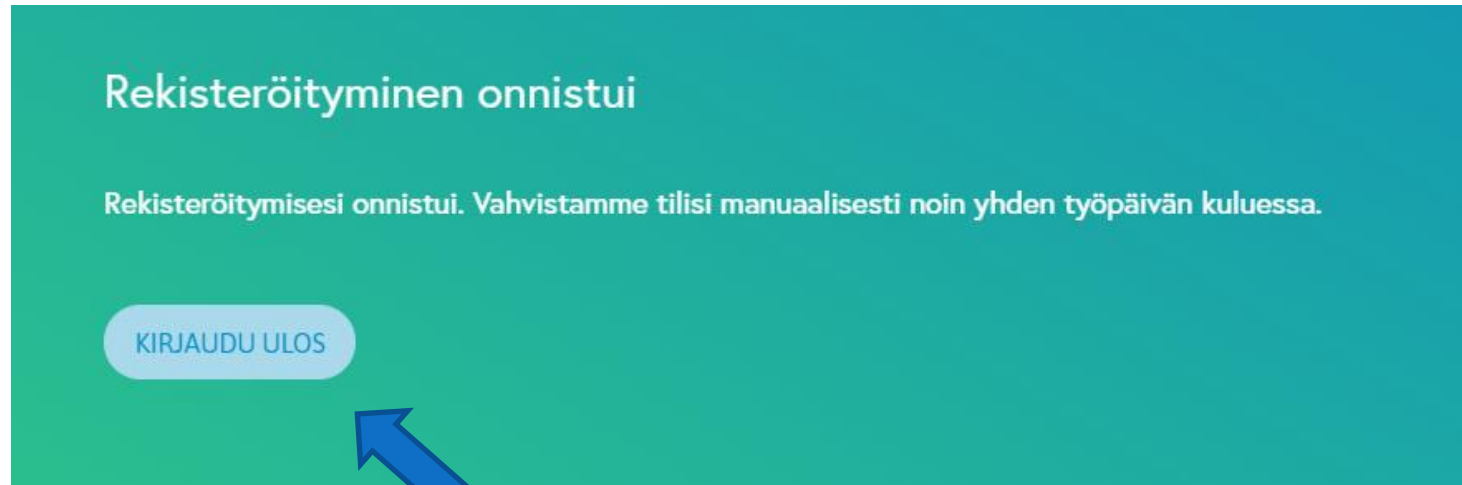 Rekisteröityminen onnistui
Rekisteröitymisesi onnistui. Vahvistamme tilisi manuaalisesti noin yhden työpäivän kuluessa.
KIRJAUDU ULOS